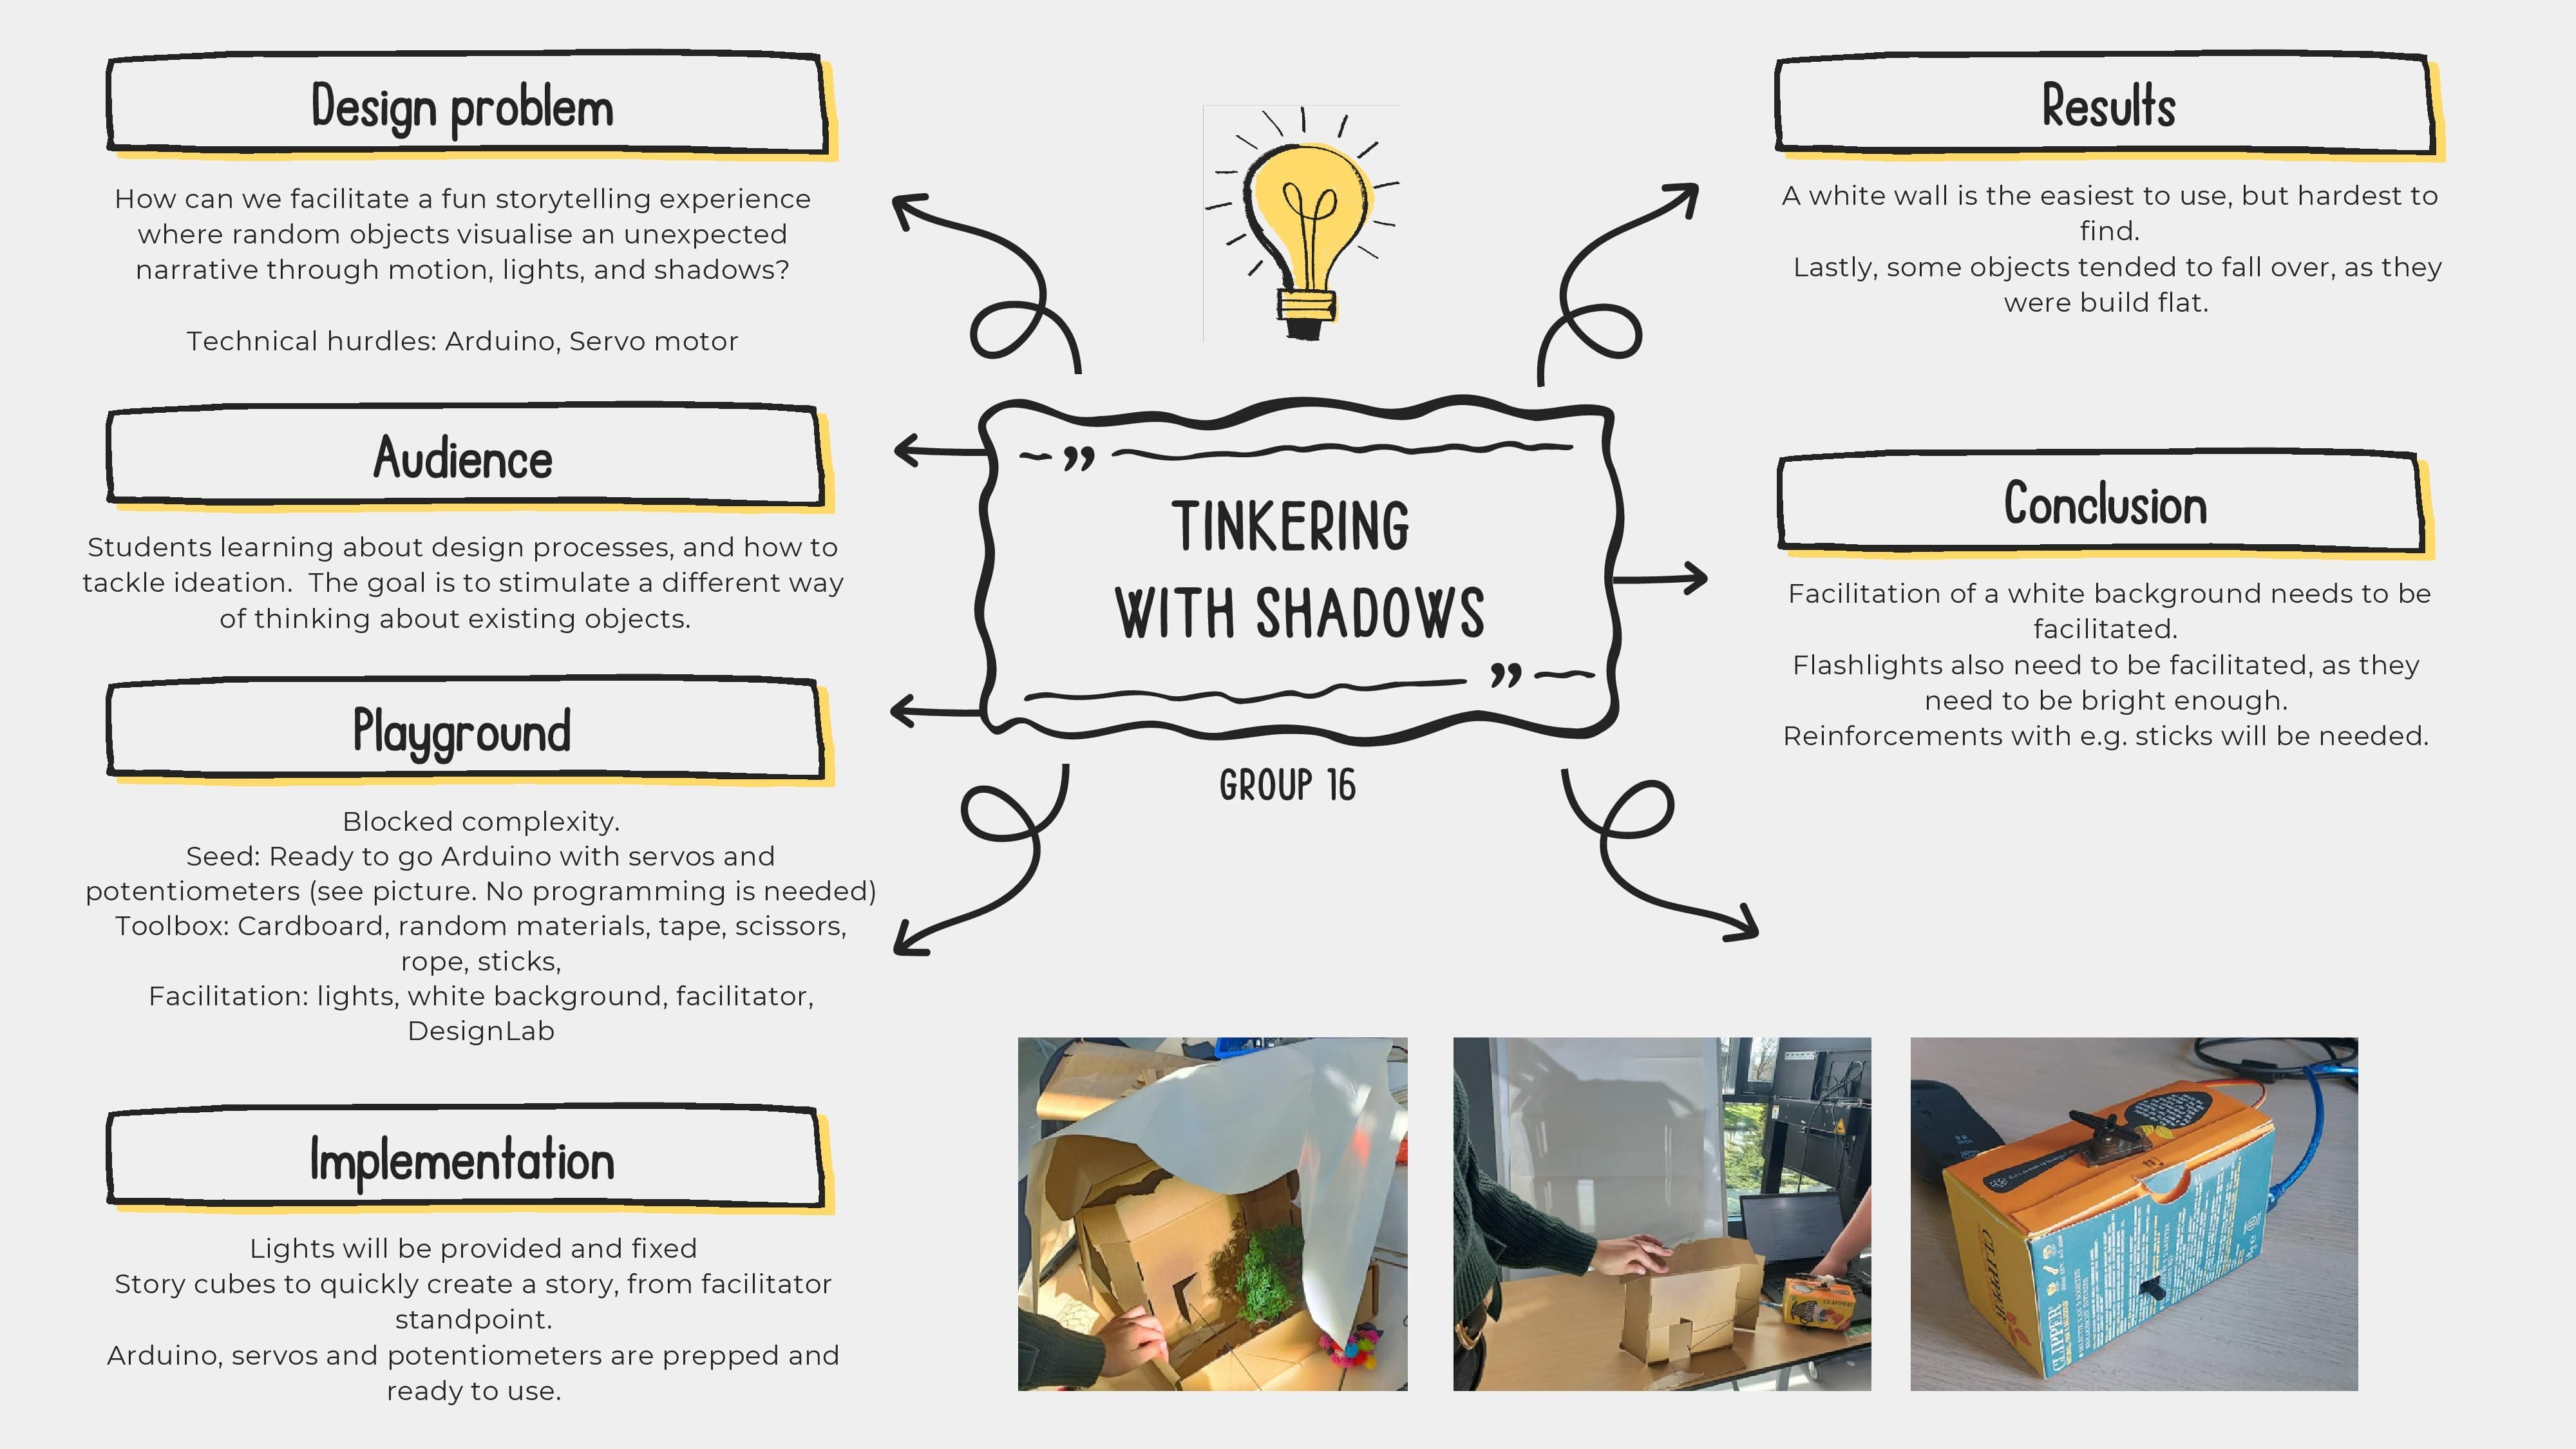 Design problem
How can we facilitate a fun storytelling experience
where random objects visualise an unexpected
narrative through motion, lights, and shadows?
Technical hurdles: Arduino, Servo motor
Audience
Students learning about design processes, and how to
tackle ideation.  The goal is to stimulate a different way
of thinking about existing objects.
Playground
Blocked complexity.
Seed: Ready to go Arduino with servos and
potentiometers (see picture. No programming is needed)
Toolbox: Cardboard, random materials, tape, scissors,
rope, sticks,
Facilitation: lights, white background, facilitator,
DesignLab
Implementation
Lights will be provided and fixed
Story cubes to quickly create a story, from facilitator
standpoint.
Arduino, servos and potentiometers are prepped and
ready to use.
TINKERING
WITH SHADOWS
GROUP 16
Results
A white wall is the easiest to use, but hardest to
find.
Lastly, some objects tended to fall over, as they
were build flat.
Conclusion
Facilitation of a white background needs to be
facilitated.
Flashlights also need to be facilitated, as they
need to be bright enough.
Reinforcements with e.g. sticks will be needed.
CLIPPER
CLIPPER
CLIPPER